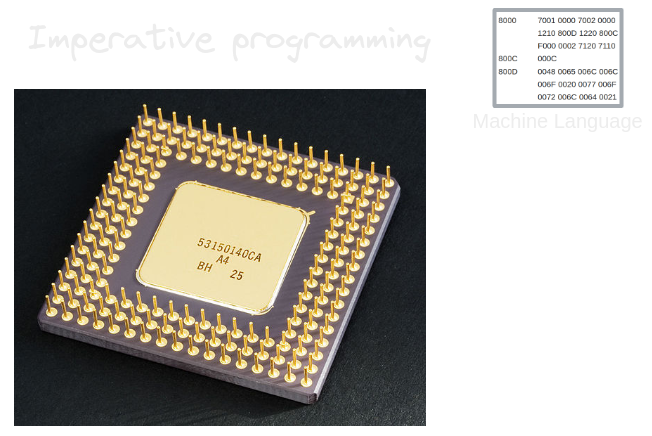 Imperative programming
8000 7001 0000 7002 0000
1210 800D 1220 800C
F000 0002 7120 7110
800C 000C
800D 0048 0065 006C 006C
006F 0020 0077 006F
0072 006C 0064 0021
Machine Language
53150140CA
A4
BH 25